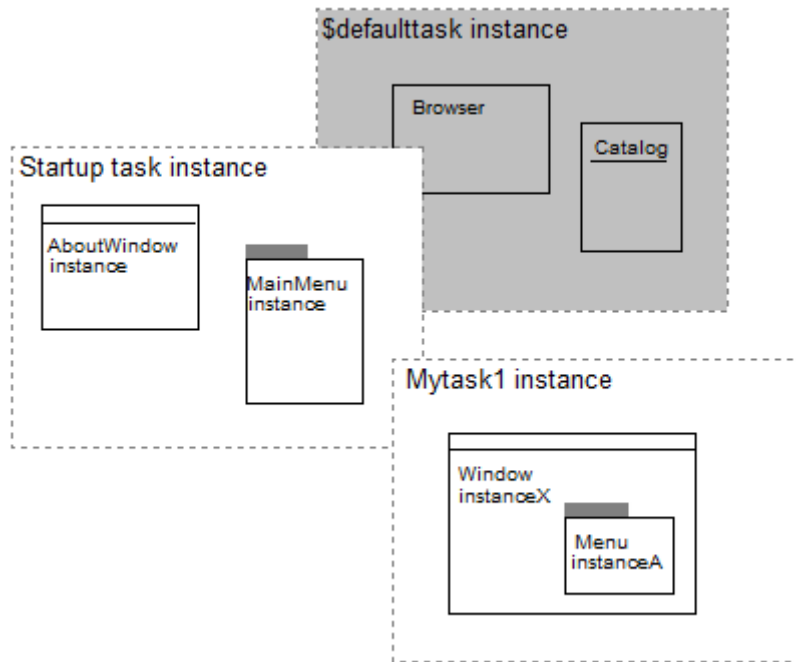 $defaulttask instance
Browser
Catalog
Startup task instance
AboutWindow
instance
MainMenu
instance
Mytask1 instance
Window
instanceX
Menu
instanceA